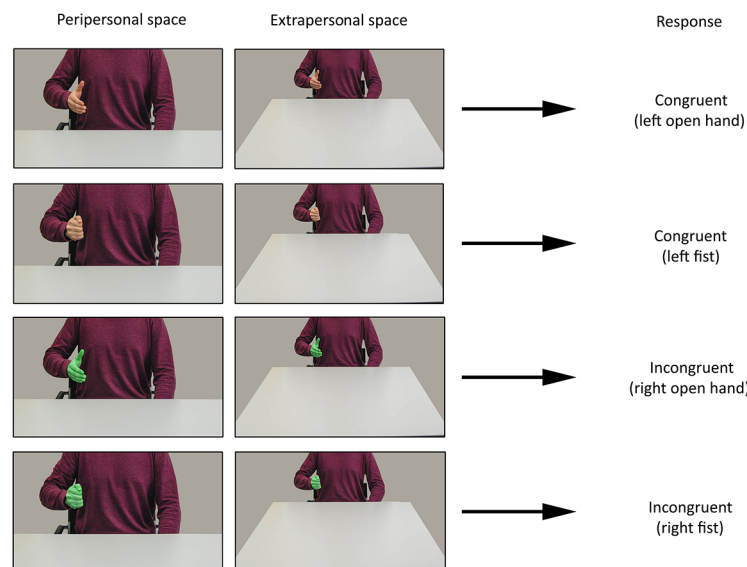 Peripersonal space
Extrapersonal space
Response
Congruent
(left open hand)
Congruent
(left fist)
Incongruent
(right open hand)
Incongruent
(right fist)